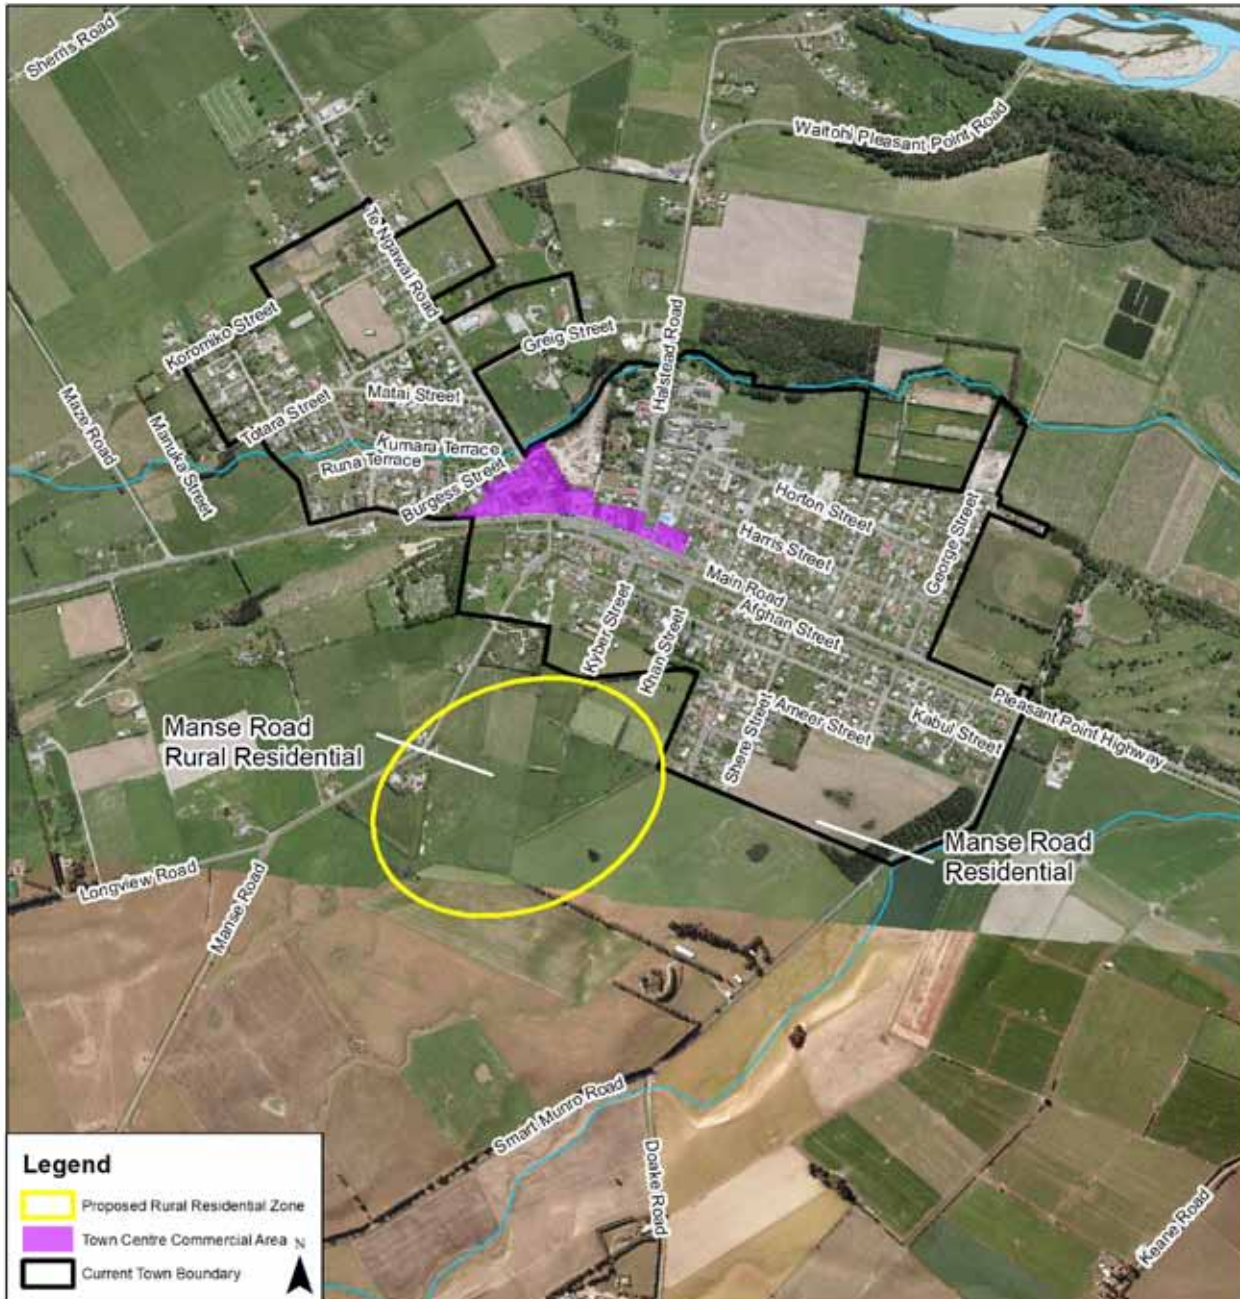 Sherris Road
Waitohi Pleasant Point Road
Te Ngawai Road
Koromiko Street
Greig Street
Halstead Road
Maze Road
Manuka Street
Totara Street
Matai Street
Kumara Terrace
Runa Terrace
Burgess Street
Horton Street
Harris Street
George Street
Main Road
Afghan Street
Kyber Street
Khan Street
Pleasant Point Highway
Kabul Street
Ameer Street
Shere Street
Manse Road
Rural Residential
Manse Road
Residential
Longview Road
Manse Road
Smart Munro Road
Doake Road
Keane Road
Legend
Proposed Rural Residential Zone
Town Centre Commercial Area
N
Current Town Boundary